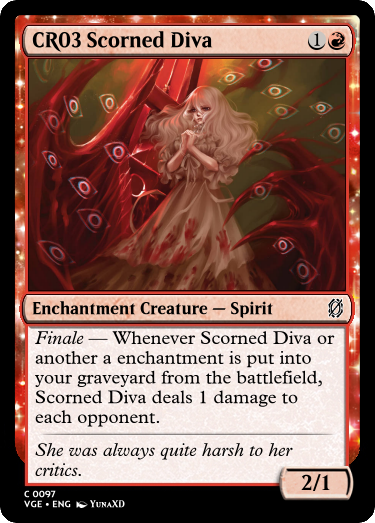 CR03 Scorned Diva 1
Enchantment Creature — Spirit
Finale — Whenever Scorned Diva or
another a enchantment is put into
your graveyard from the battlefield,
Scorned Diva deals 1 damage to
each opponent.
She was always quite harsh to her
critics.
2/1
C 0097
VGE • ENG YunaXD